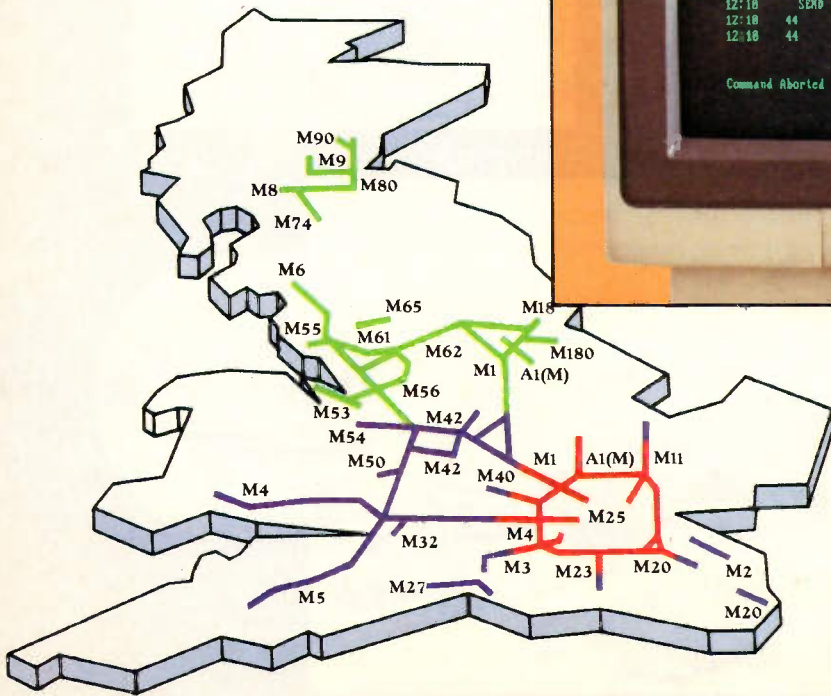 12:18 SEND
12:18 44
12:18 44
Command Aborted
M90
M9
M8
M80
M74
M6
M65
M18
M55
M61
M62
M180
M1
A1(M)
M56
M53
M42
M54
M42
M50
M40
M1
A1(M)
M11
M4
M25
M32
M4
M3
M23
M20
M2
M5
M27
M20